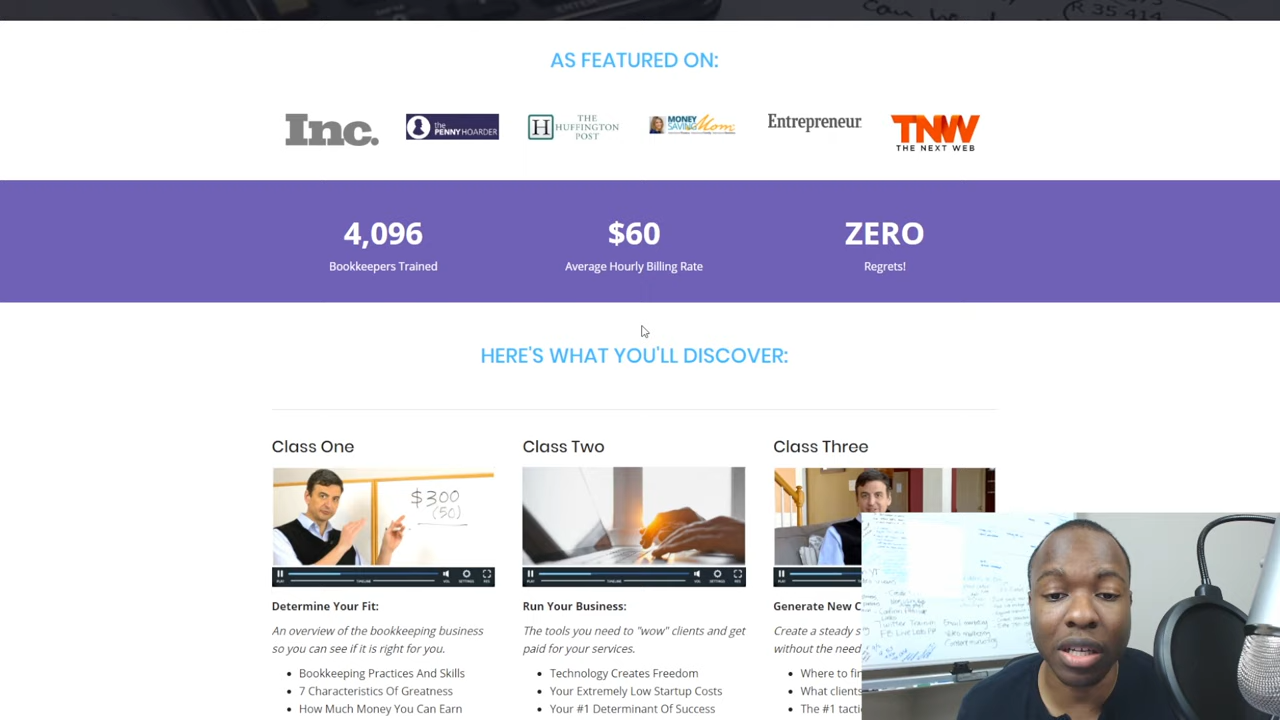 can be
R 35 414
AS FEATURED ON:
Inc.
the PENNY HOARDER
H THE HUFFINGTON POST
MONEY SAVING Mom
Entrepreneur
TNW
THE NEXT WEB
4,096
$60
ZERO
Bookkeepers Trained
Average Hourly Billing Rate
Regrets!
HERE'S WHAT YOU'LL DISCOVER:
Class One
Class Two
Class Three
$300
(50)
Determine Your Fit:
An overview of the bookkeeping business
so you can see if it is right for you.
Bookkeeping Practices And Skills
7 Characteristics Of Greatness
How Much Money You Can Earn
Run Your Business:
The tools you need to "wow" clients and get
paid for your services.
Technology Creates Freedom
Your Extremely Low Startup Costs
Your #1 Determinant Of Success
Generate New C
Create a steady s
without the need
Where to fin
What clients
The #1 tacti